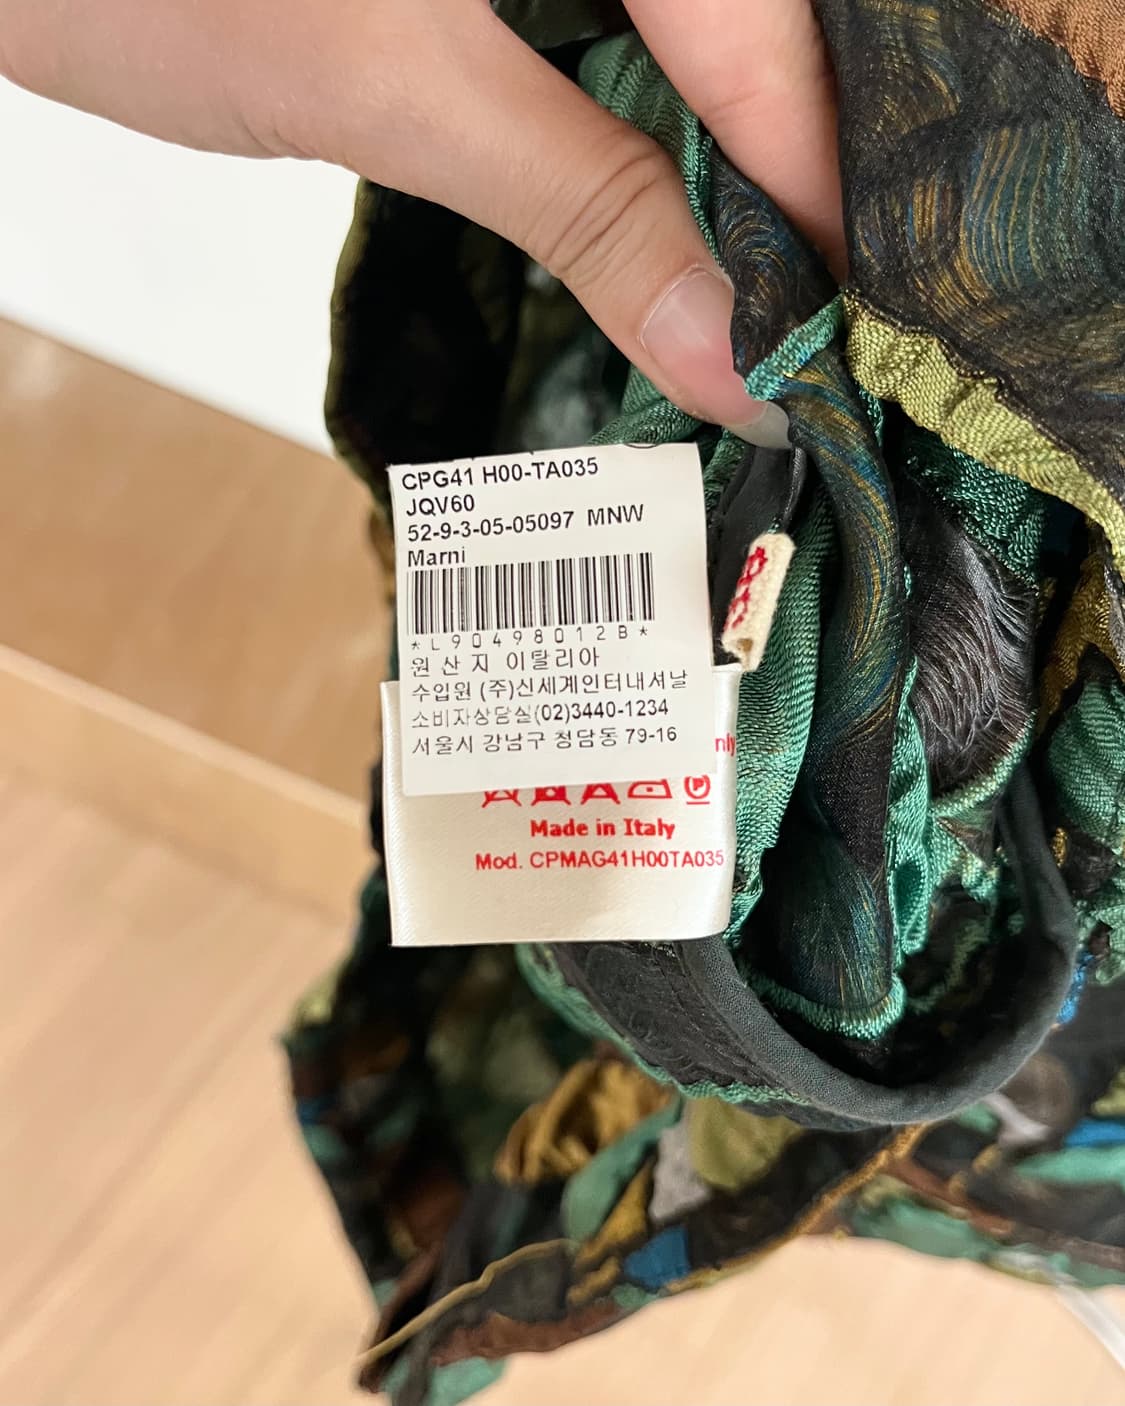 CPG41 H00-TA035
JQV60
52-9-3-05-05097 MNW
Marni
*L90498012B*
원 산 지 이탈리아
수입원 (주)신세계인터내셔날
소비자상담실(02)3440-1234
서울시 강남구 청담동 79-16
Made in Italy
Mod. CPMAG41H00TA035